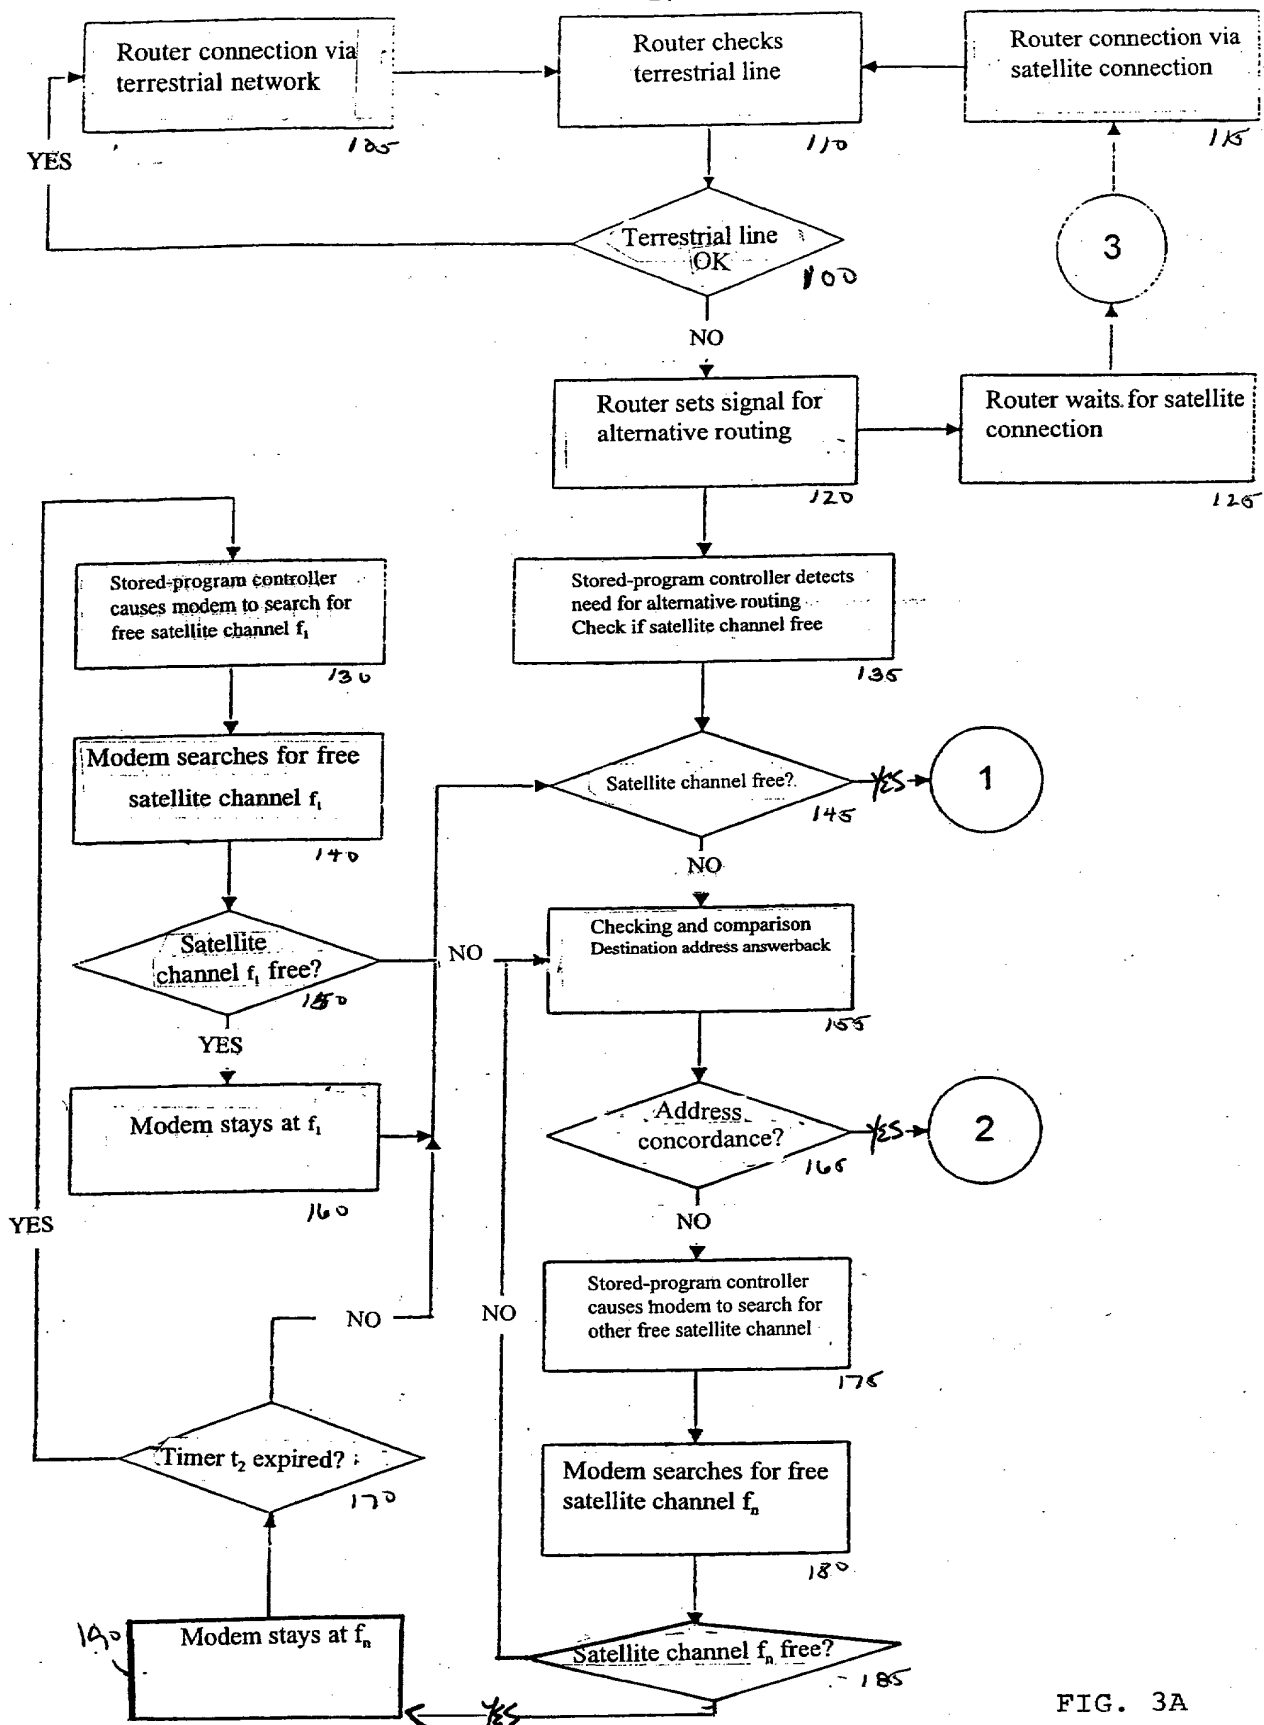 Router connection via
terrestrial network
105
Router checks
terrestrial line
110
Router connection via
satellite connection
115
YES
Terrestrial line
OK
100
3
NO
Router sets signal for
alternative routing
120
Router waits for satellite
connection
125
Stored-program controller
causes modem to search for
free satellite channel f₁
130
Stored-program controller detects
need for alternative routing
Check if satellite channel free
135
Modem searches for free
satellite channel f₁
140
Satellite channel free?
145
YES
1
NO
Satellite
channel f₁ free?
150
NO
Checking and comparison
Destination address answerback
155
YES
Modem stays at f₁
160
Address
concordance?
165
YES
2
YES
NO
Stored-program controller
causes modem to search for
other free satellite channel
175
NO
NO
Timer t₂ expired?
170
Modem searches for free
satellite channel fₙ
180
190
Modem stays at fₙ
Satellite channel fₙ free?
185
YES
FIG. 3A